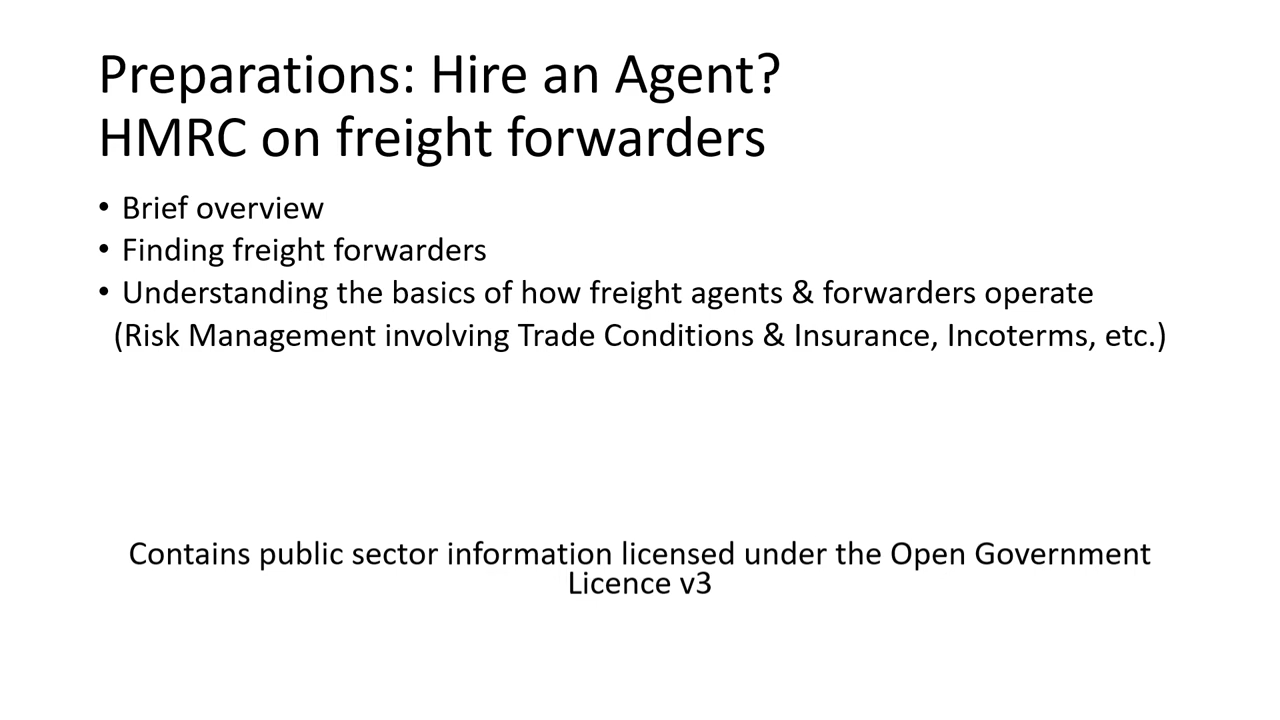 Preparations: Hire an Agent?
HMRC on freight forwarders
• Brief overview
• Finding freight forwarders
• Understanding the basics of how freight agents & forwarders operate
(Risk Management involving Trade Conditions & Insurance, Incoterms, etc.)
Contains public sector information licensed under the Open Government
Licence v3